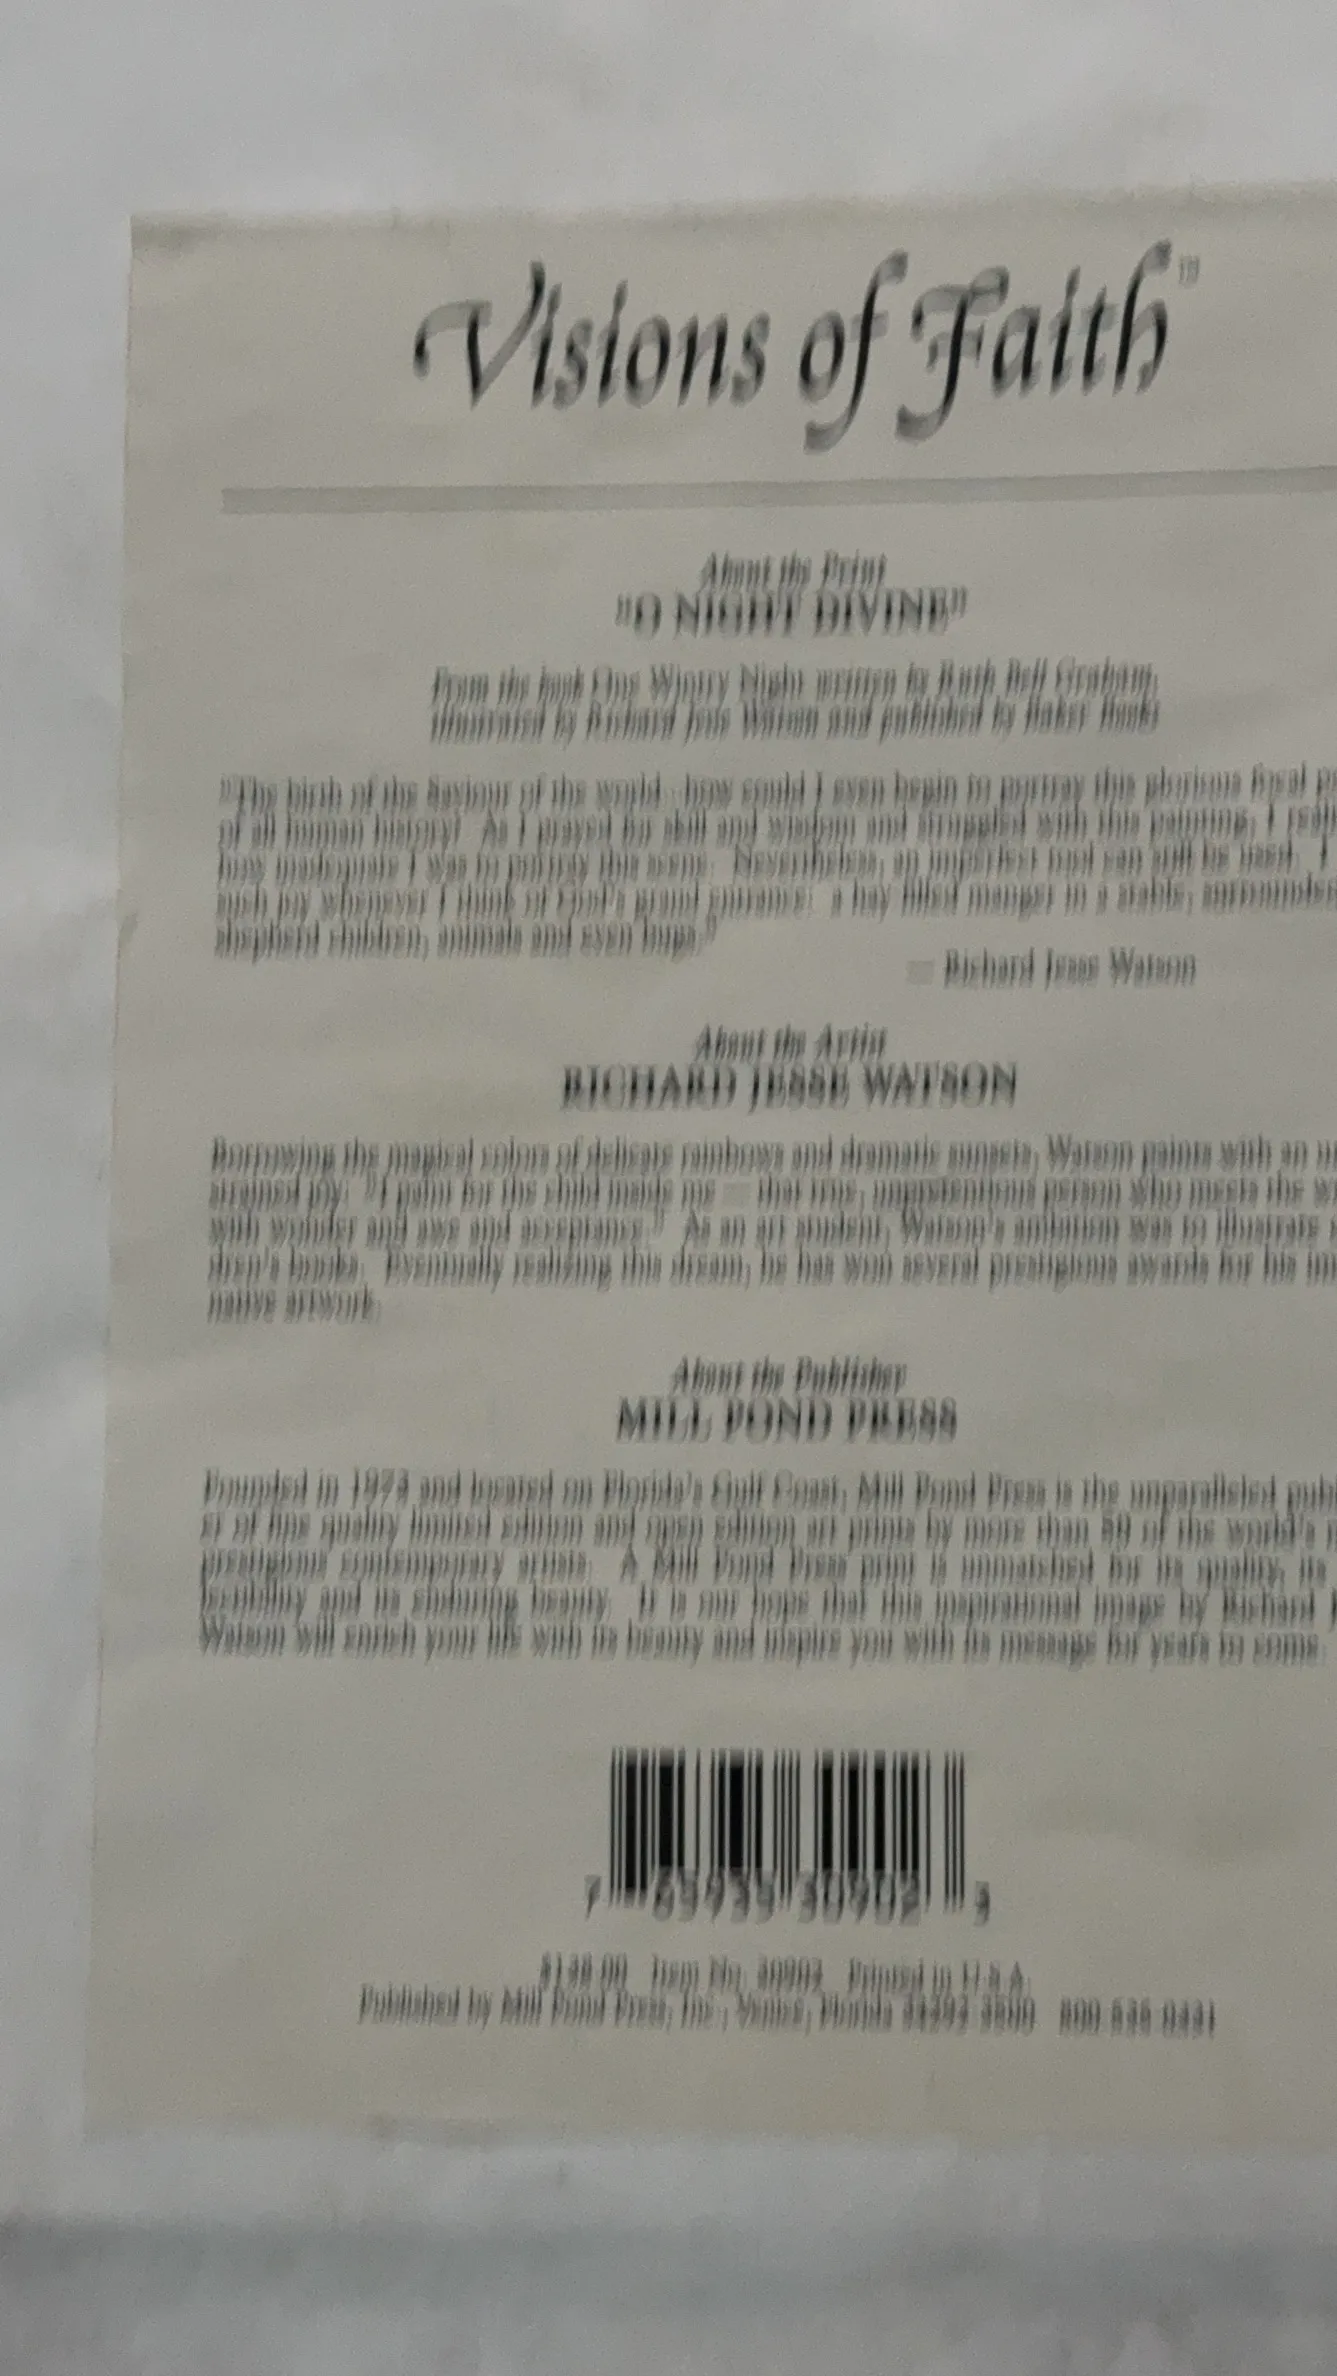 Visions of Faith™
About the Print
"O NIGHT DIVINE"
From the book One Wintry Night written by Ruth Bell Graham,
illustrated by Richard Jesse Watson and published by Baker Books
"The birth of the Saviour of the world how could I even begin to portray this glorious focal
of all human history! As I prayed for skill and wisdom and struggled with this painting, I
how inadequate I was to portray this scene. Nevertheless, an imperfect tool can still be used. I
such joy whenever I think of God's grand entrance: a hay filled manger in a stable, surrounded
shepherd children, animals and even bugs."
— Richard Jesse Watson
About the Artist
RICHARD JESSE WATSON
Borrowing the magical colors of delicate rainbows and dramatic sunsets, Watson paints with an
strained joy. "I paint for the child inside me — that true, unpretentious person who meets the
with wonder and awe and acceptance." As an art student, Watson's ambition was to illustrate
dren's books. Eventually realizing this dream, he has won several prestigious awards for his
native artwork.
About the Publisher
MILL POND PRESS
Founded in 1973 and located on Florida's Gulf Coast, Mill Pond Press is the unparalleled
er of fine quality limited edition and open edition art prints by more than of the world's
prestigious contemporary artists. A Mill Pond Press print is unmatched for its quality, its
and its enduring beauty. It is our hope that this inspirational image by Richard
Watson will enrich your life with its beauty and inspire you with its message for years to come.
7 63939 30902 3
Item No. 30902 Printed in U.S.A.
Published by Mill Pond Press, Inc., Venice, Florida